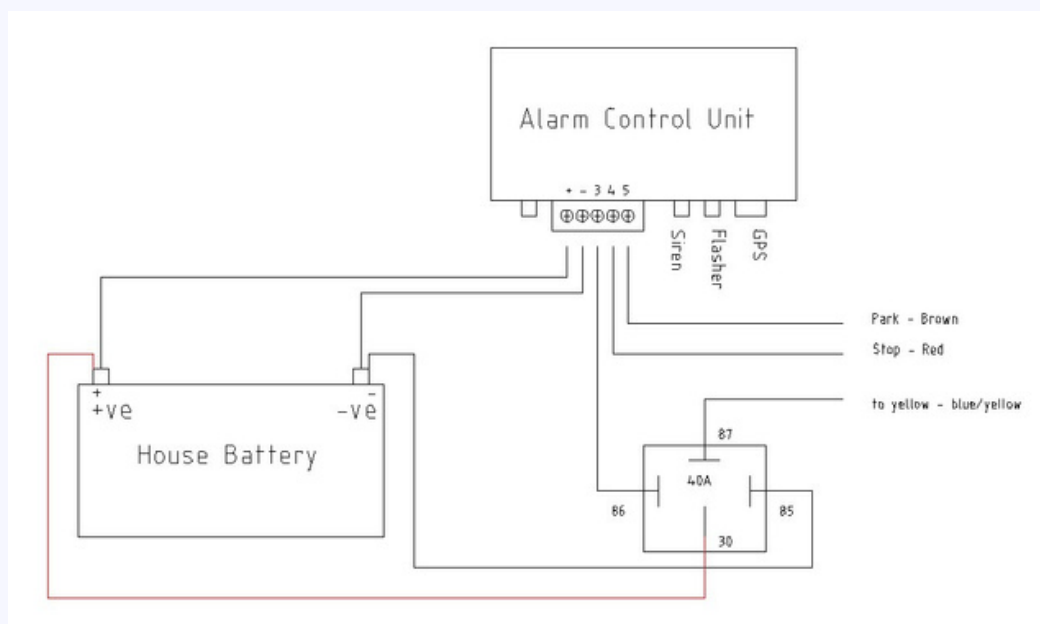 Alarm Control Unit
+ - 3 4 5
Siren
Flasher
GPS
Park - Brown
Stop - Red
to yellow - blue/yellow
+
-
+ve
-ve
House Battery
87
40A
86
85
30